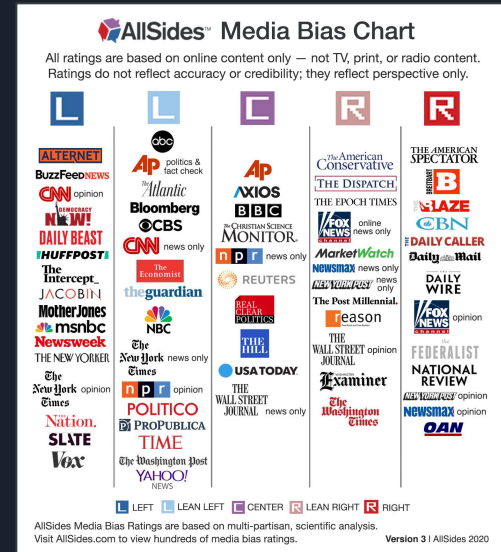 AllSides™ Media Bias Chart
All ratings are based on online content only — not TV, print, or radio content.
Ratings do not reflect accuracy or credibility; they reflect perspective only.
L
L
C
R
R
ALTERNET
BuzzFeedNEWS
CNN opinion
DEMOCRACY
NOW!
DAILY BEAST
HUFFPOST
The
Intercept_
JACOBIN
Mother Jones
msnbc
Newsweek
THE NEW YORKER
The
New York opinion
Times
The Nation.
SLATE
Vox
abc
AP politics &
fact check
The Atlantic
Bloomberg
CBS
CNN news only
The
Economist
theguardian
NBC
The
New York news only
Times
npr opinion
POLITICO
PROPUBLICA
TIME
The Washington Post
YAHOO!
NEWS
AP
AXIOS
BBC
The CHRISTIAN SCIENCE
MONITOR
npr news only
REUTERS
REAL
CLEAR
POLITICS
THE
HILL
USA TODAY
THE
WALL STREET
JOURNAL news only
The American
Conservative
THE DISPATCH
THE EPOCH TIMES
FOX
NEWS
channel
online
news only
MarketWatch
Newsmax news only
NEW YORK POST news
only
The Post Millennial.
reason
THE
WALL STREET opinion
JOURNAL
Washington
Examiner
The
Washington
Times
THE AMERICAN
SPECTATOR
BREITBART
B
BLAZE
CBN
THE DAILY CALLER
Daily Mail
DAILY
WIRE
FOX
NEWS
channel
opinion
the
FEDERALIST
NATIONAL
REVIEW
NEW YORK POST opinion
Newsmax opinion
OAN
L LEFT L LEAN LEFT C CENTER R LEAN RIGHT R RIGHT
AllSides Media Bias Ratings are based on multi-partisan, scientific analysis.
Visit AllSides.com to view hundreds of media bias ratings.
Version 3 | AllSides 2020